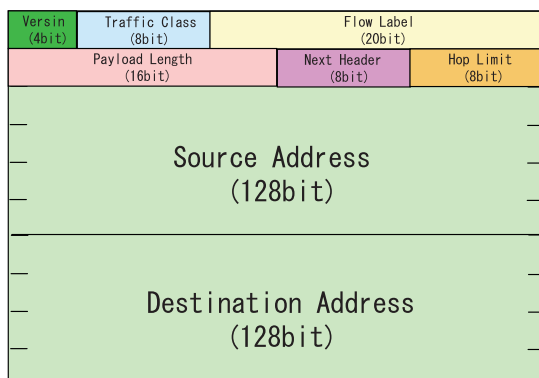 Versin Traffic Class Flow Label
(4bit) (8bit) (20bit)
Payload Length Next Header Hop Limit
(16bit) (8bit) (8bit)
Source Address
(128bit)
Destination Address
(128bit)